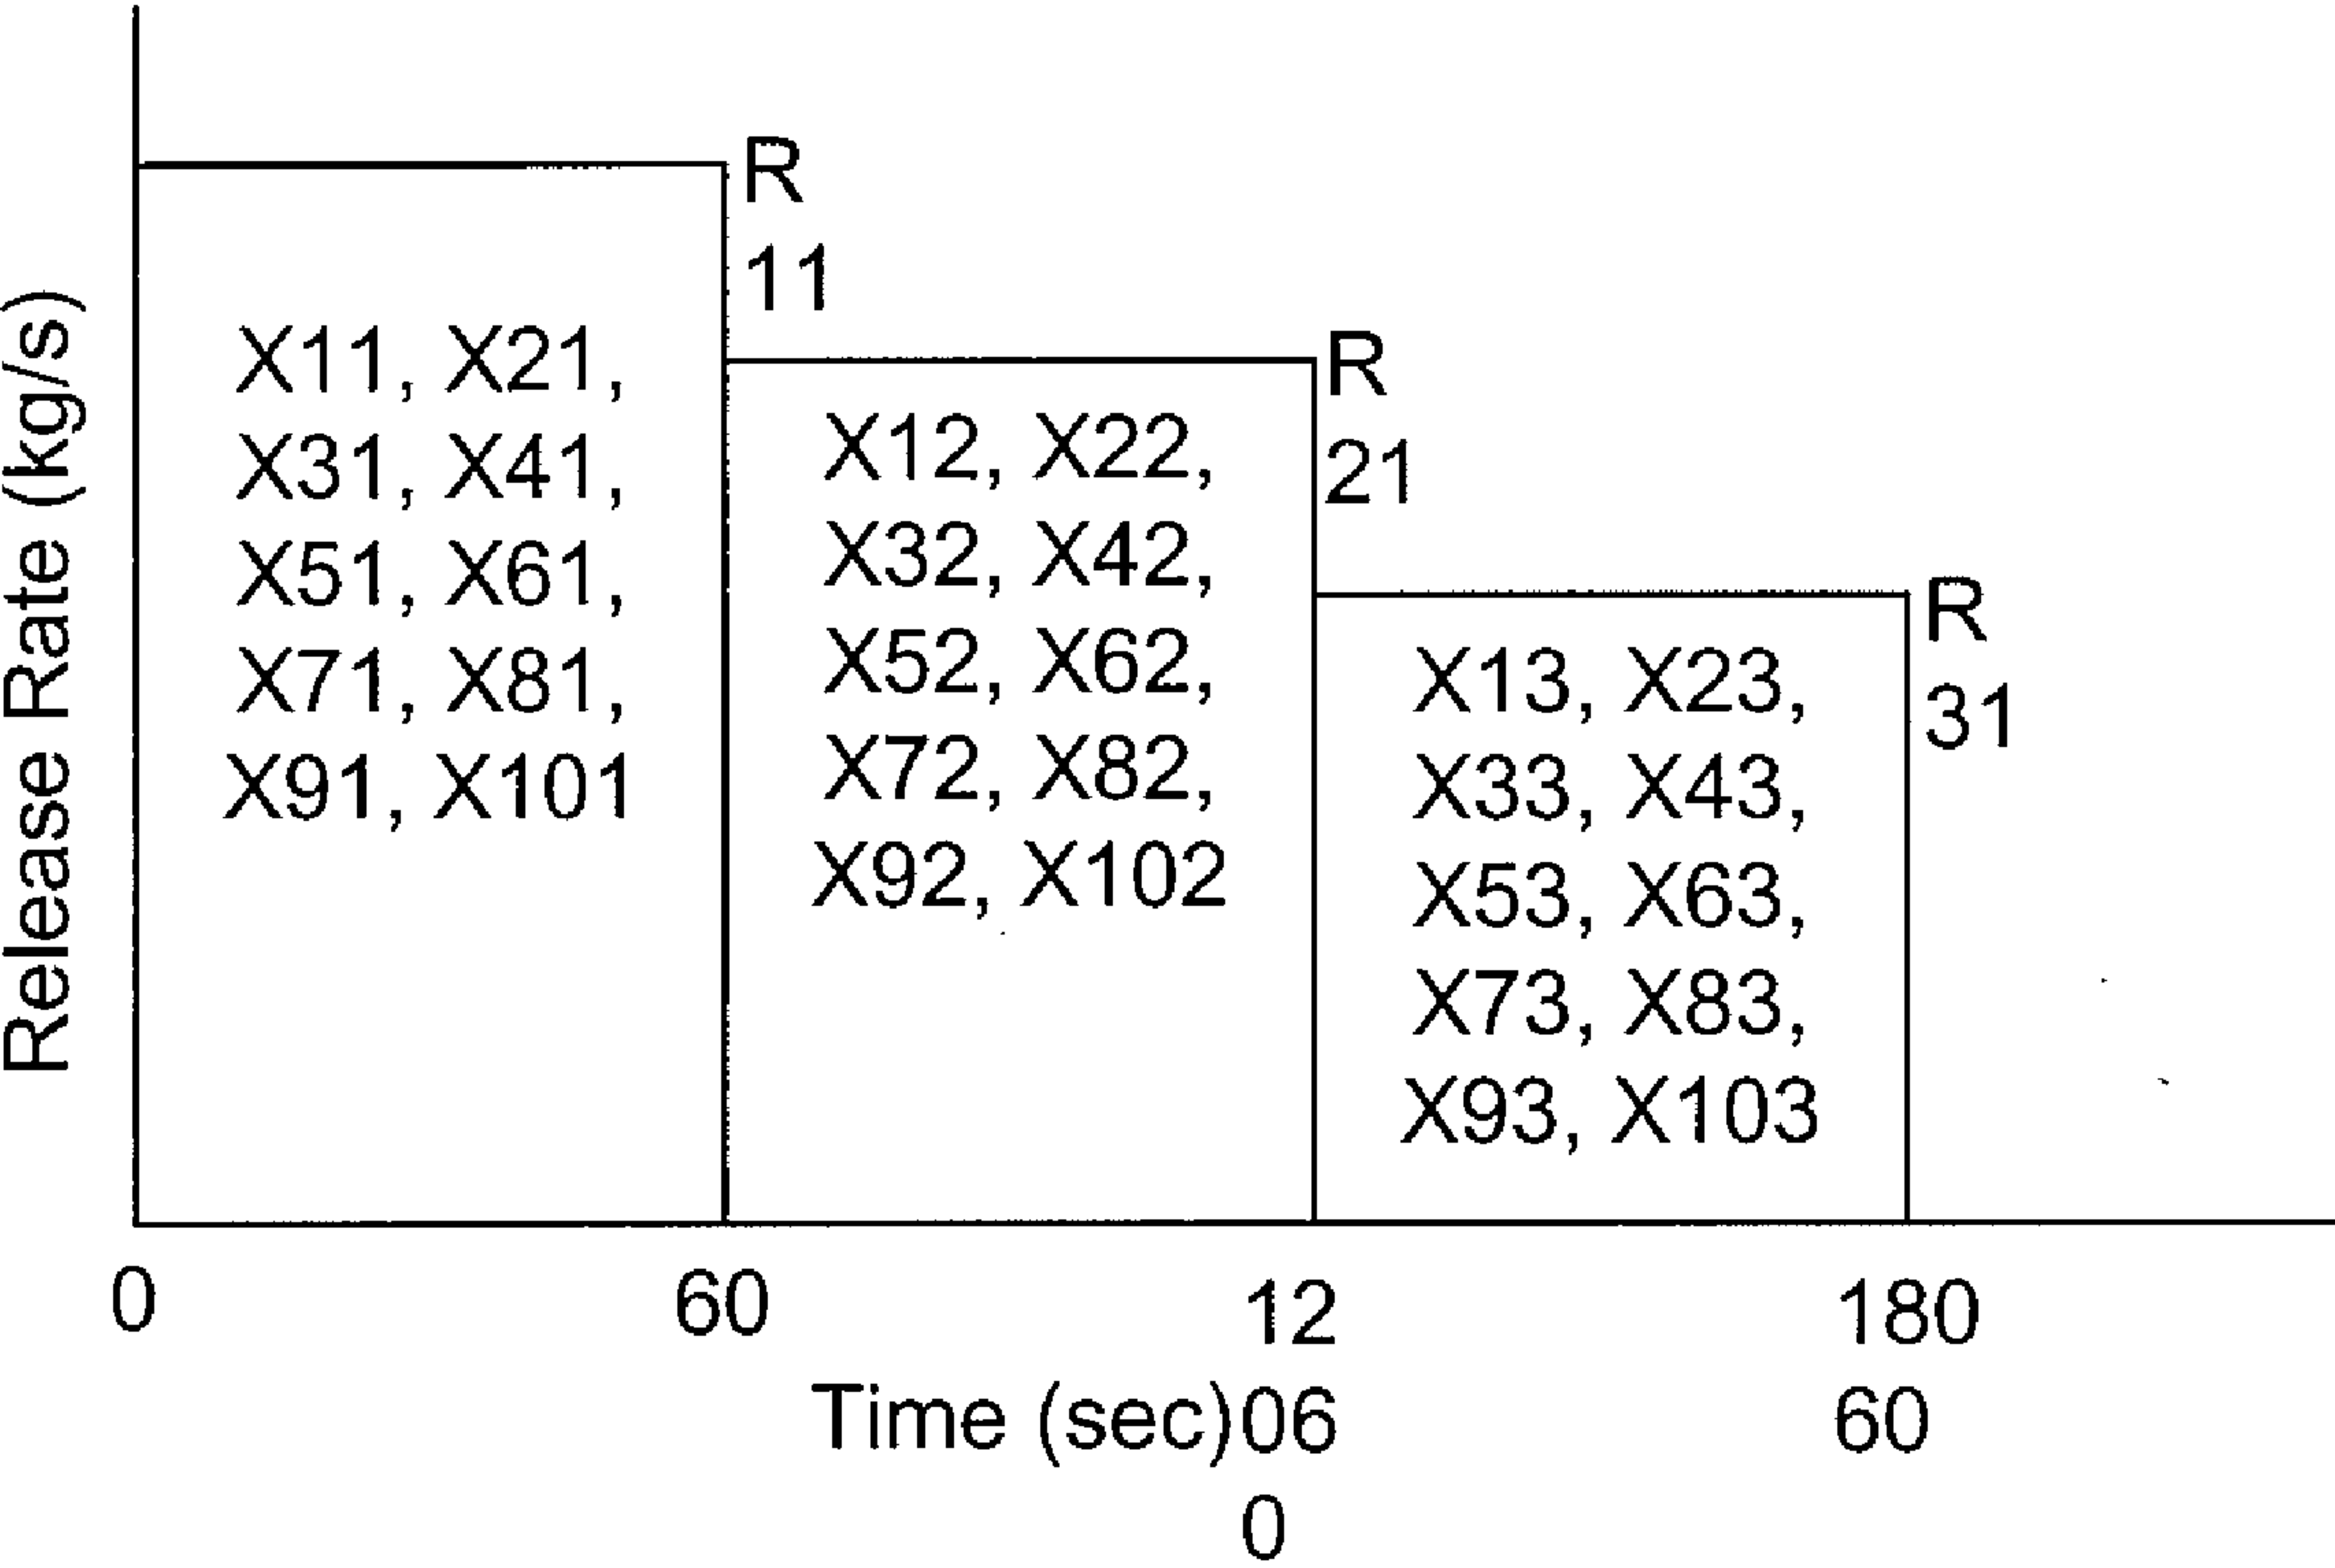 Release Rate (kg/s)
R
11
X11, X21,
X31, X41,
X51, X61,
X71, X81,
X91, X101
R
21
X12, X22,
X32, X42,
X52, X62,
X72, X82,
X92, X102
R
31
X13, X23,
X33, X43,
X53, X63,
X73, X83,
X93, X103
0
60
12
06
0
180
60
Time (sec)